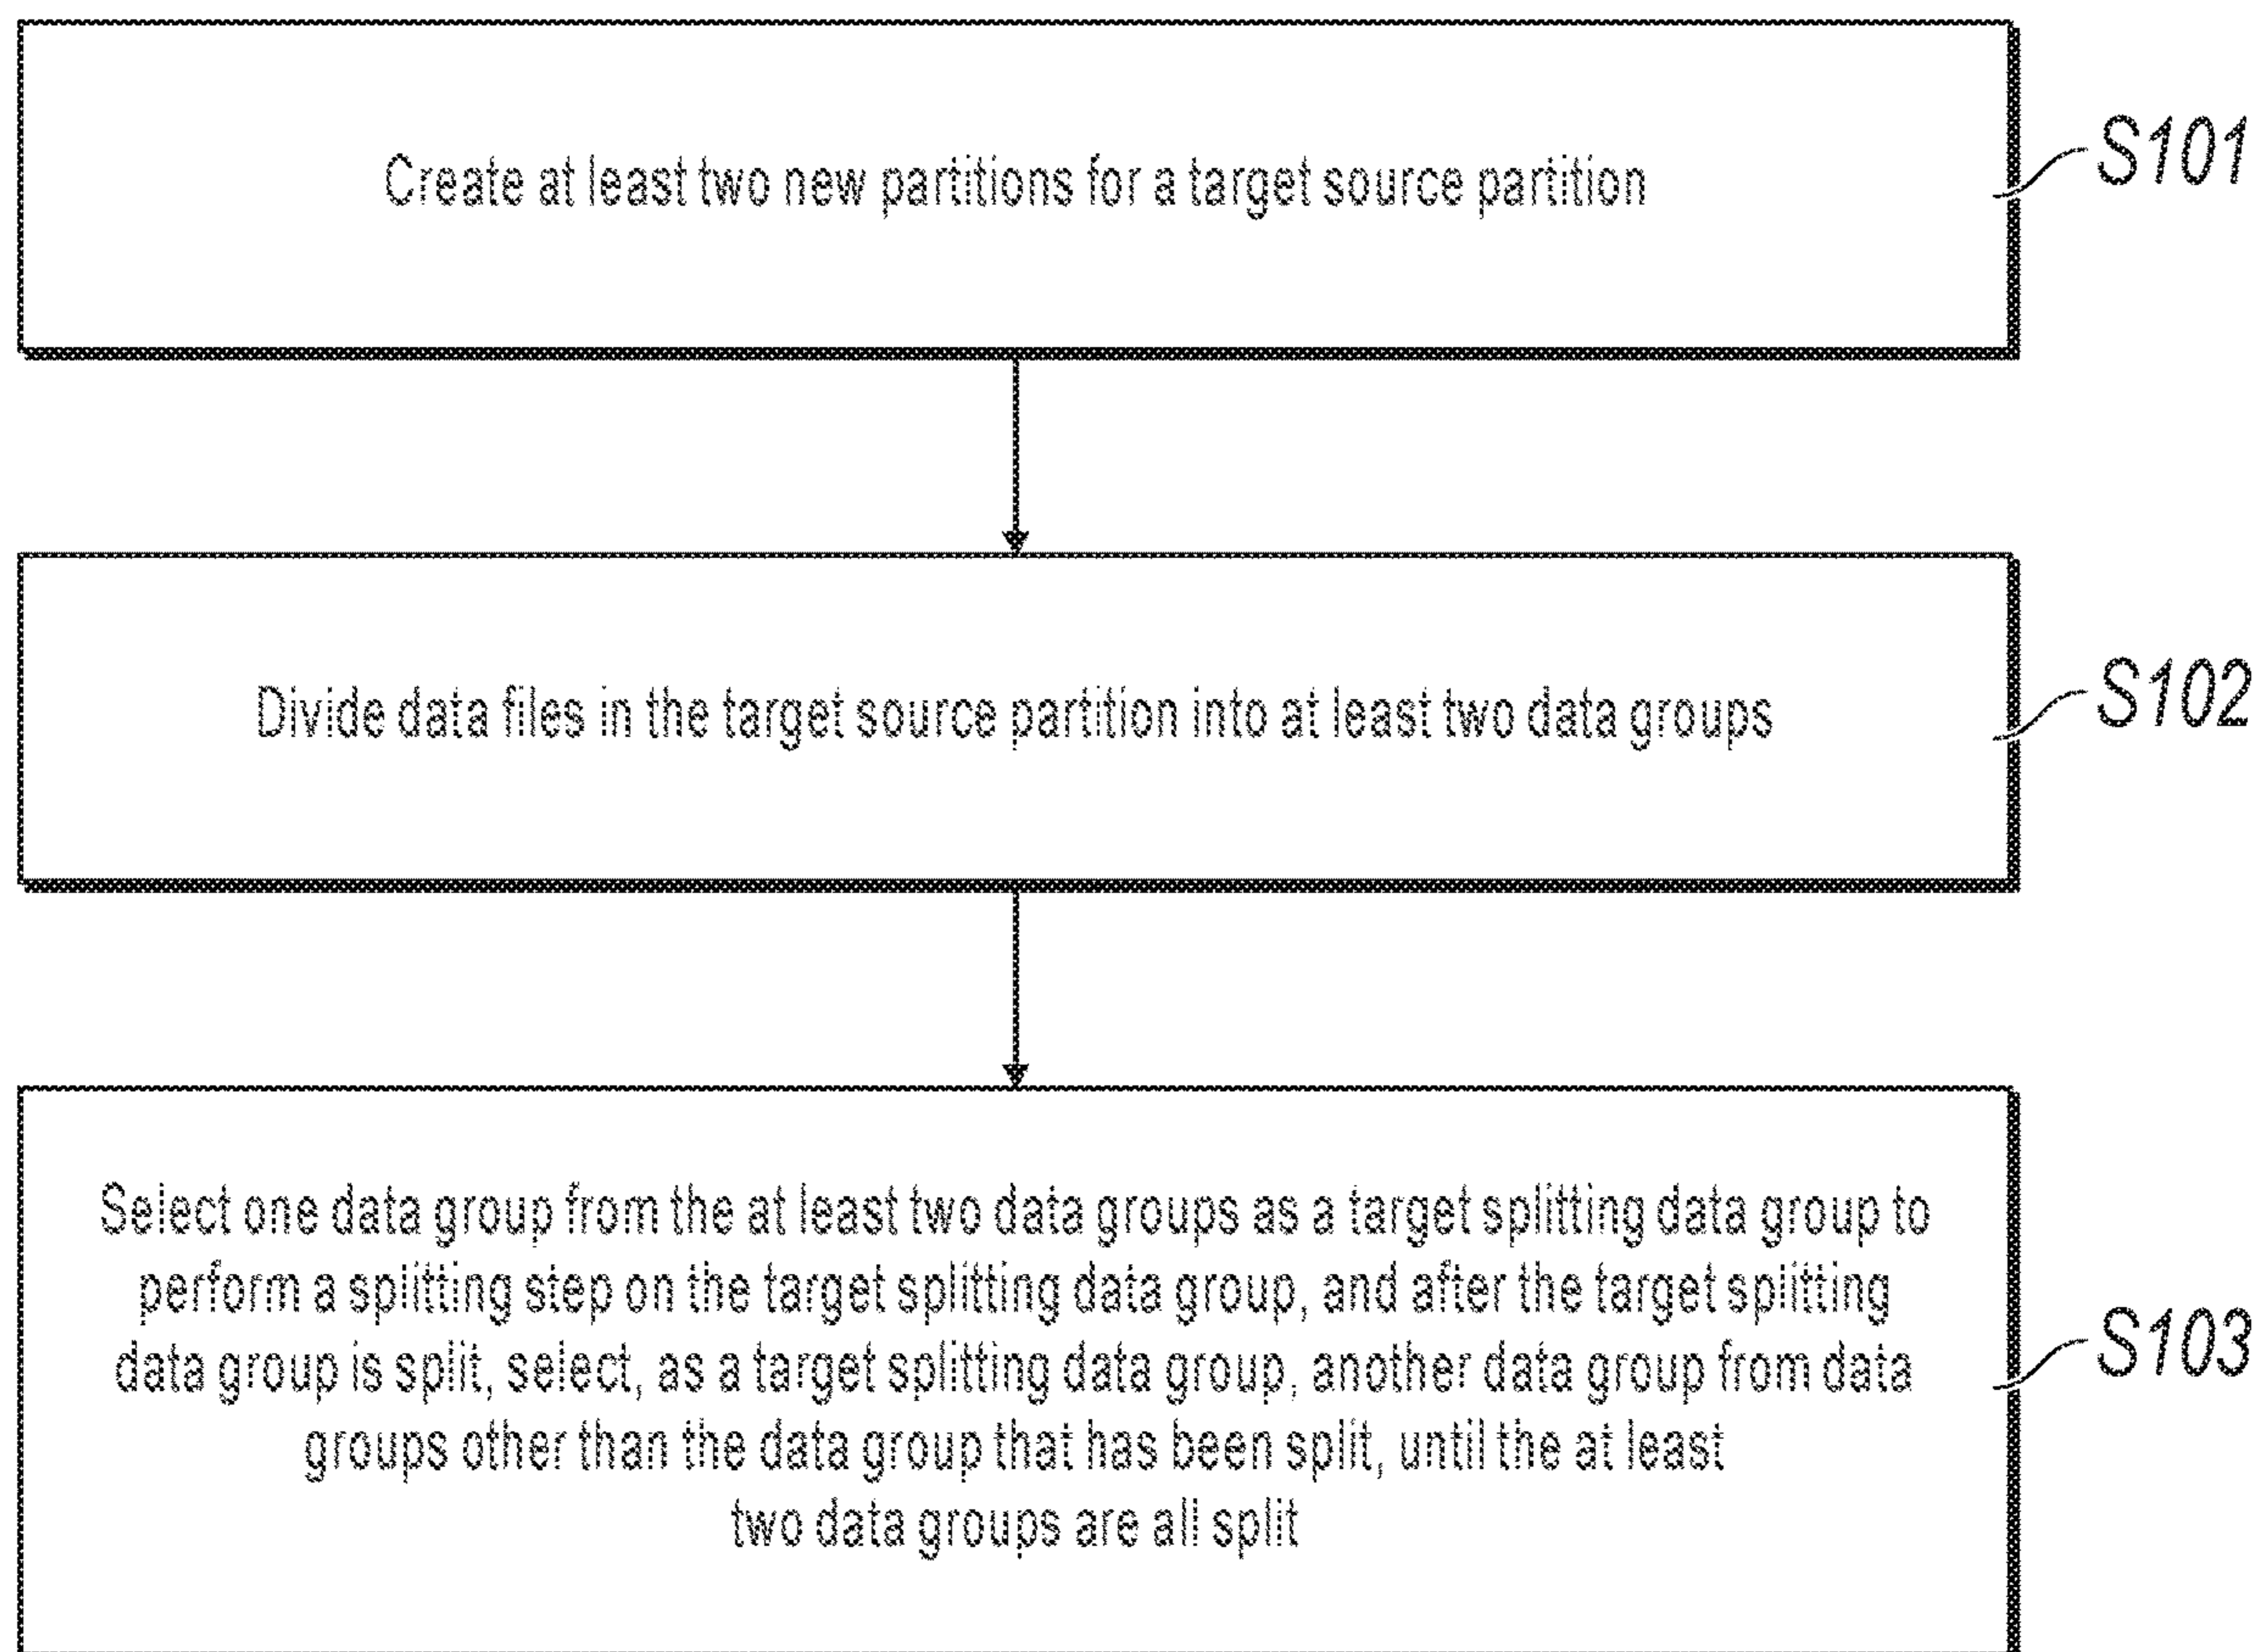 Create at least two new partitions for a target source partition
S101
Divide data files in the target source partition into at least two data groups
S102
Select one data group from the at least two data groups as a target splitting data group to
perform a splitting step on the target splitting data group, and after the target splitting
data group is split, select, as a target splitting data group, another data group from data
groups other than the data group that has been split, until the at least
two data groups are all split
S103